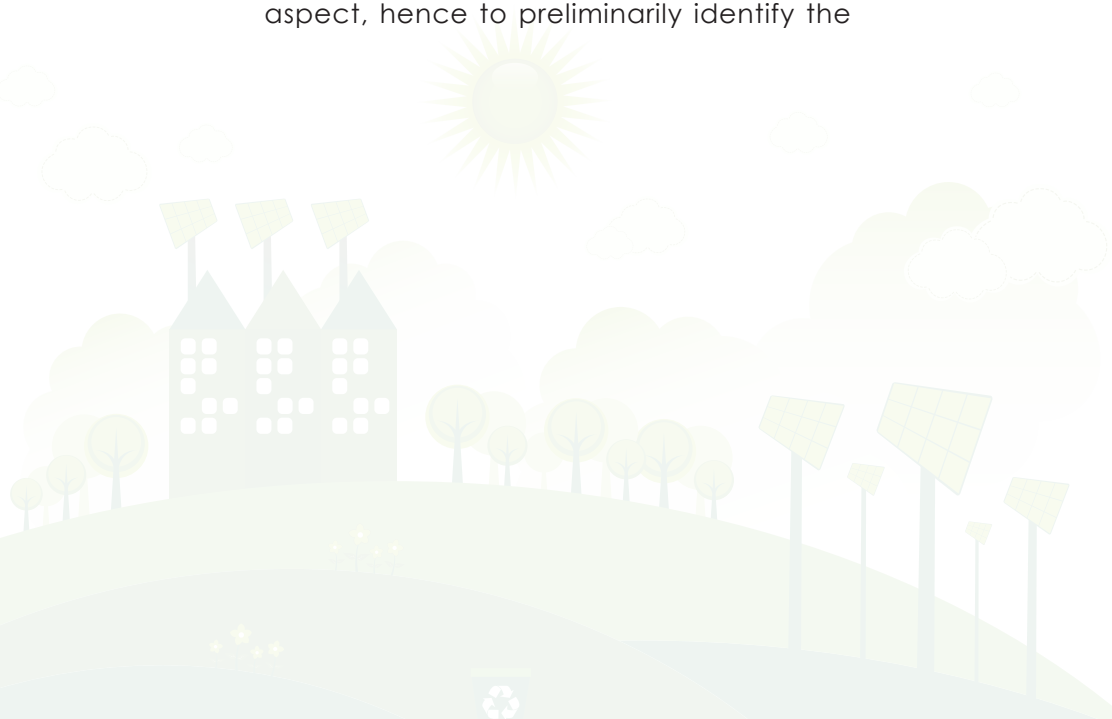 aspect, hence to preliminarily identify the